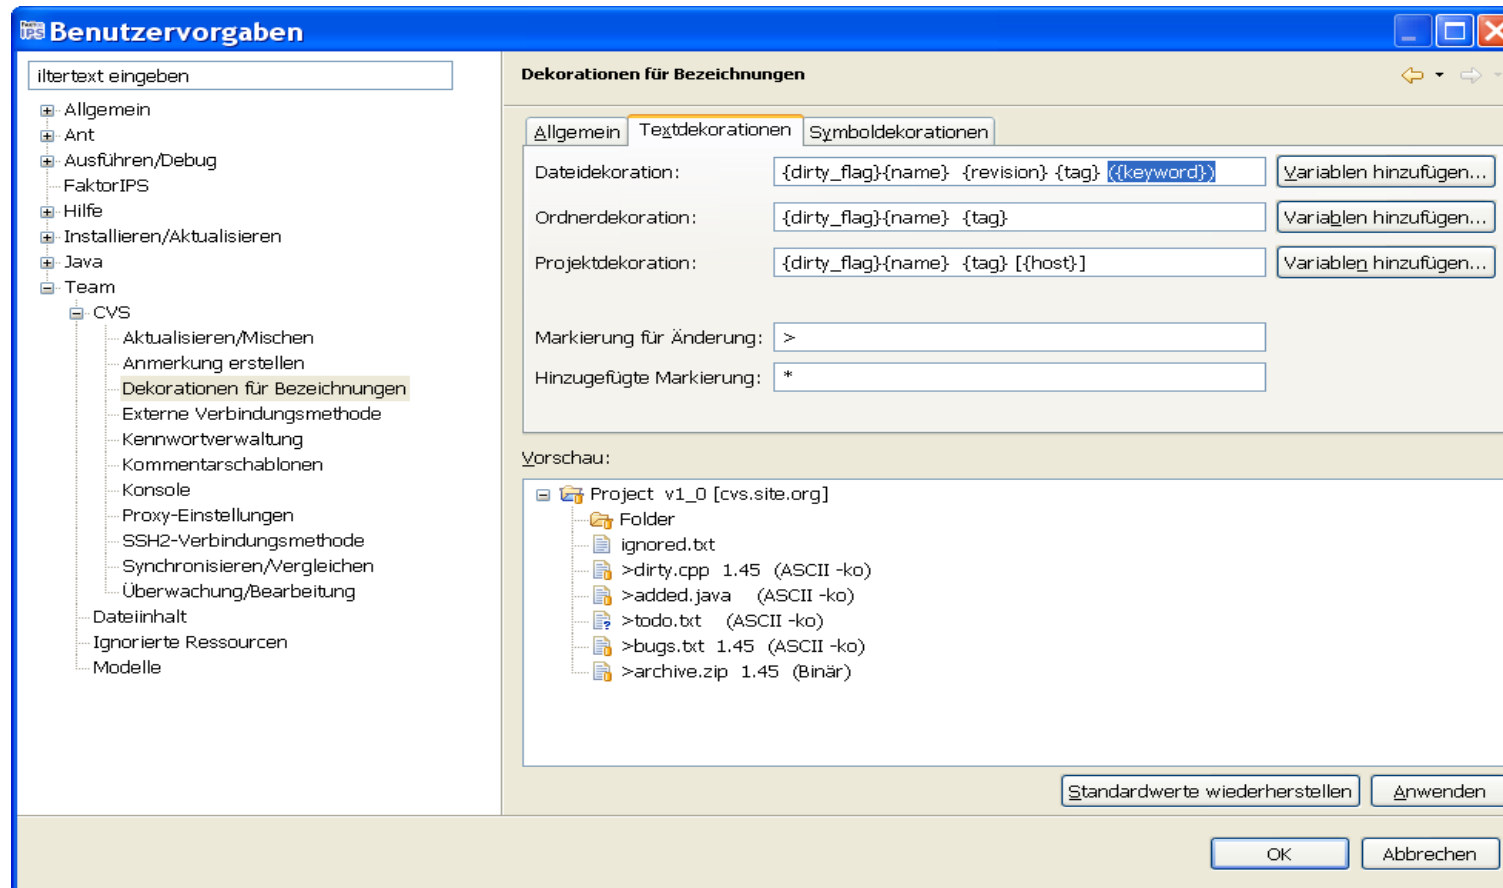 Faktor IPS Benutzervorgaben
iltertext eingeben
Allgemein
Ant
Ausführen/Debug
FaktorIPS
Hilfe
Installieren/Aktualisieren
Java
Team
CVS
Aktualisieren/Mischen
Anmerkung erstellen
Dekorationen für Bezeichnungen
Externe Verbindungsmethode
Kennwortverwaltung
Kommentarschablonen
Konsole
Proxy-Einstellungen
SSH2-Verbindungsmethode
Synchronisieren/Vergleichen
Überwachung/Bearbeitung
Dateiinhalt
Ignorierte Ressourcen
Modelle
Dekorationen für Bezeichnungen
Allgemein Textdekorationen Symboldekorationen
Dateidekoration: {dirty_flag}{name}  {revision} {tag} ({keyword}) Variablen hinzufügen...
Ordnerdekoration: {dirty_flag}{name}  {tag} Variablen hinzufügen...
Projektdekoration: {dirty_flag}{name}  {tag} [{host}] Variablen hinzufügen...
Markierung für Änderung: >
Hinzugefügte Markierung: *
Vorschau:
Project  v1_0 [cvs.site.org]
Folder
ignored.txt
>dirty.cpp  1.45  (ASCII -ko)
>added.java    (ASCII -ko)
>todo.txt    (ASCII -ko)
>bugs.txt  1.45  (ASCII -ko)
>archive.zip  1.45  (Binär)
Standardwerte wiederherstellen Anwenden
OK Abbrechen